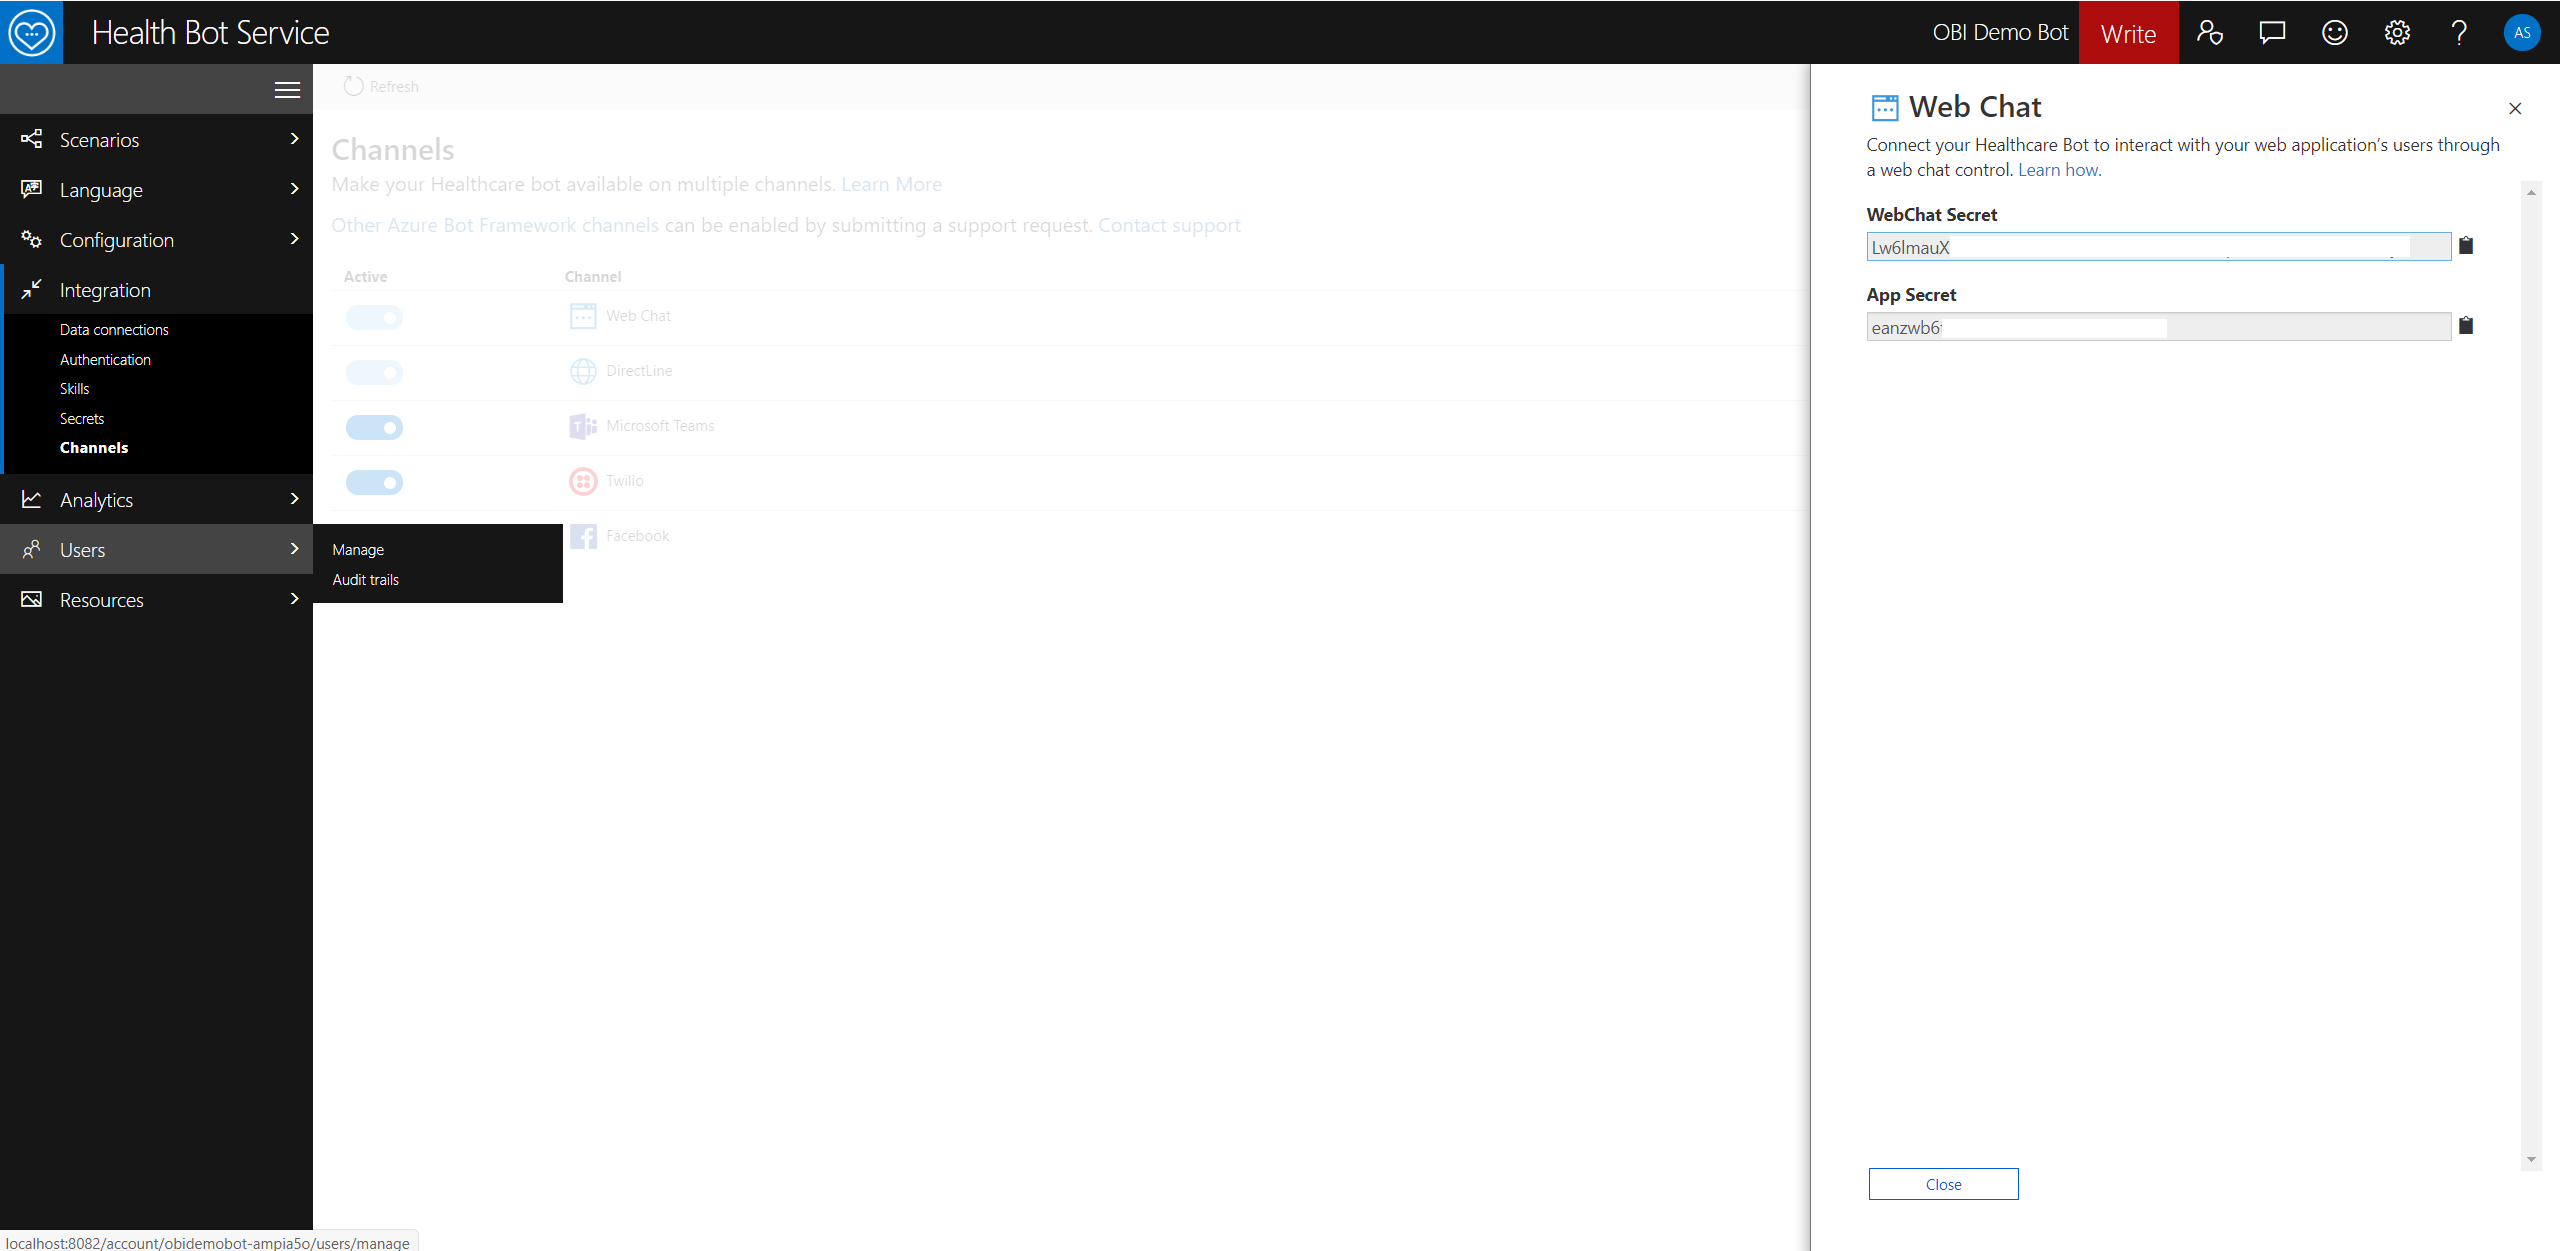 Health Bot Service
OBI Demo Bot
Write
AS
Scenarios
Language
Configuration
Integration
Data connections
Authentication
Skills
Secrets
Channels
Analytics
Users
Resources
Manage
Audit trails
Refresh
Channels
Make your Healthcare bot available on multiple channels. Learn More
Other Azure Bot Framework channels can be enabled by submitting a support request. Contact support
Active Channel
Web Chat
DirectLine
Microsoft Teams
Twilio
Facebook
Web Chat
Connect your Healthcare Bot to interact with your web application's users through
a web chat control. Learn how.
WebChat Secret
Lw6lmauX
App Secret
eanzwb6
Close
localhost:8082/account/obidemobot-ampia5o/users/manage